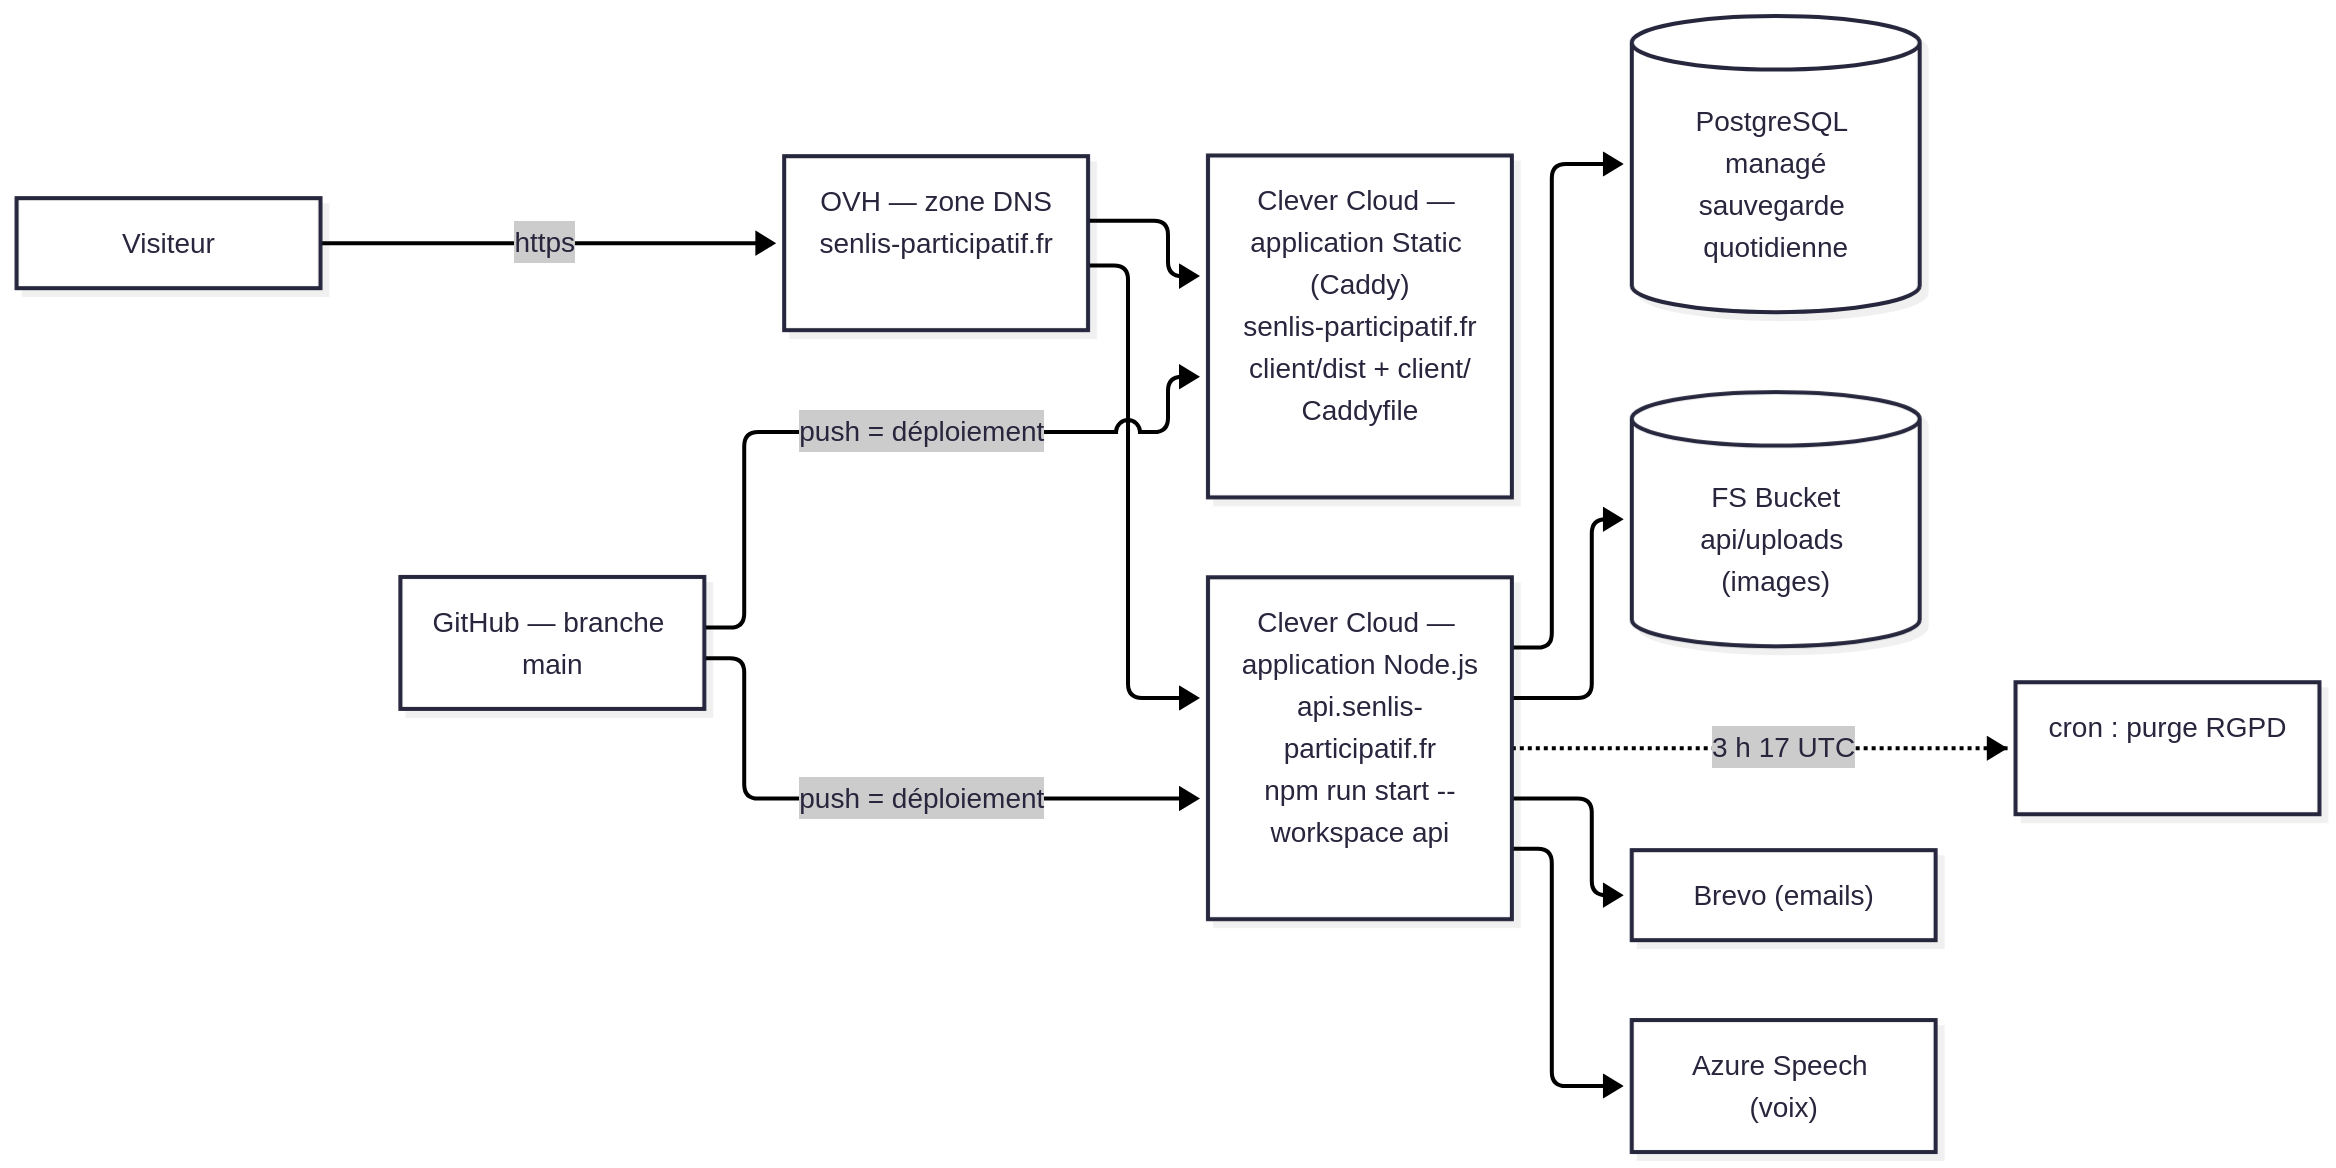 Visiteur
https
OVH — zone DNS
senlis-participatif.fr
Clever Cloud —
application Static
(Caddy)
senlis-participatif.fr
client/dist + client/
Caddyfile
PostgreSQL
managé
sauvegarde
quotidienne
push = déploiement
GitHub — branche
main
push = déploiement
Clever Cloud —
application Node.js
api.senlis-
participatif.fr
npm run start --
workspace api
FS Bucket
api/uploads
(images)
3 h 17 UTC
cron : purge RGPD
Brevo (emails)
Azure Speech
(voix)